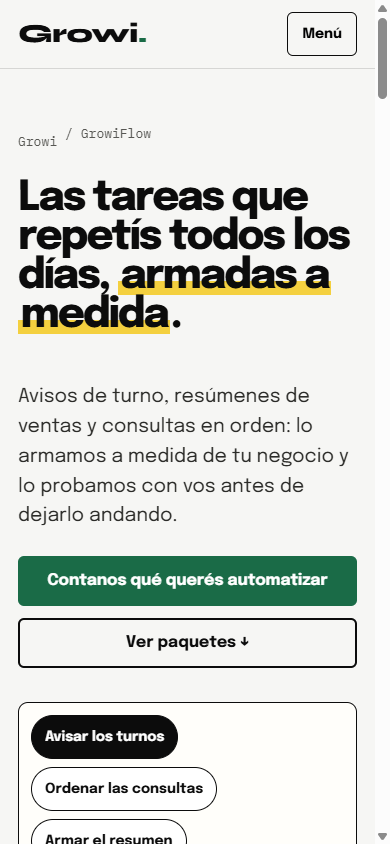 Growi.
Menú
Growi / GrowiFlow
Las tareas que
repetís todos los
días, armadas a
medida.
Avisos de turno, resúmenes de
ventas y consultas en orden: lo
armamos a medida de tu negocio y
lo probamos con vos antes de
dejarlo andando.
Contanos qué querés automatizar
Ver paquetes ↓
Avisar los turnos
Ordenar las consultas
Armar el resumen